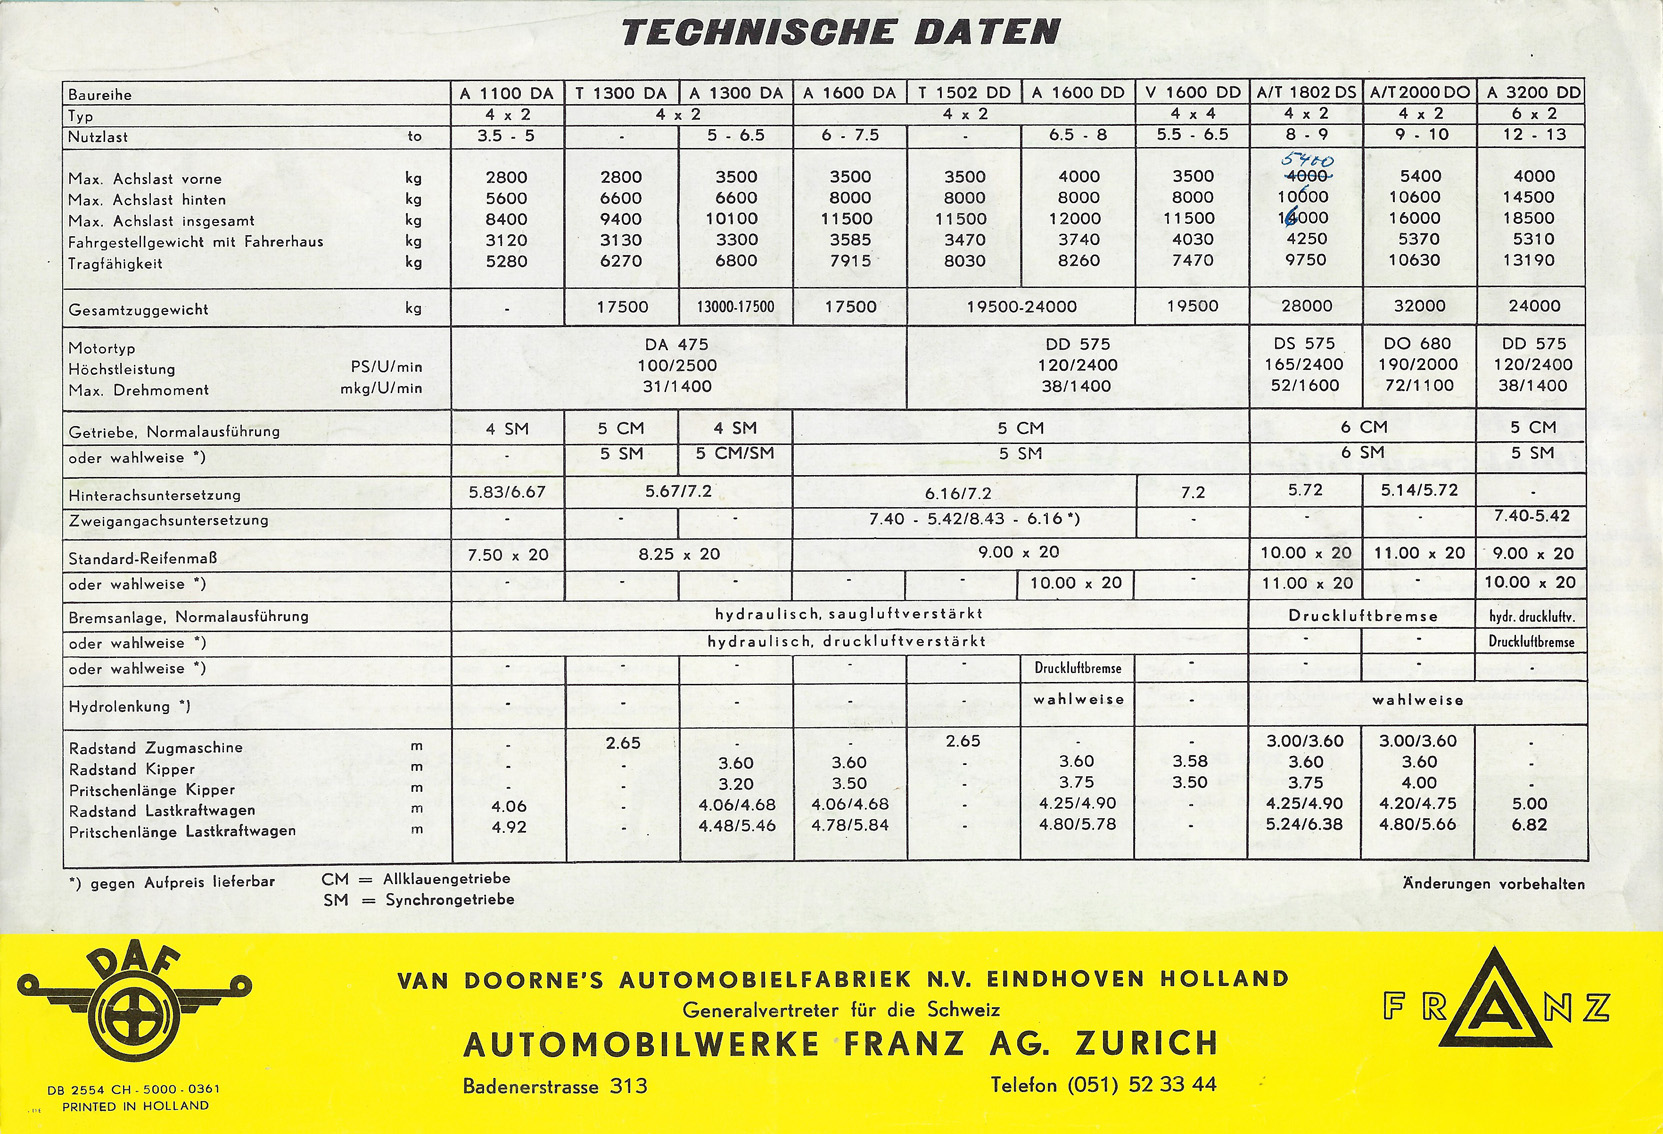 TECHNISCHE DATEN
Baureihe A 1100 DA T 1300 DA A 1300 DA A 1600 DA T 1502 DD A 1600 DD V 1600 DD A/T 1802 DS A/T 2000 DO A 3200 DD
Typ 4 x 2 4 x 2 4 x 2 4 x 4 4 x 2 4 x 2 6 x 2
Nutzlast to 3.5 - 5 - 5 - 6.5 6 - 7.5 - 6.5 - 8 5.5 - 6.5 8 - 9 9 - 10 12 - 13
5400
Max. Achslast vorne kg 2800 2800 3500 3500 3500 4000 3500 4000 5400 4000
Max. Achslast hinten kg 5600 6600 6600 8000 8000 8000 8000 10600 10600 14500
Max. Achslast insgesamt kg 8400 9400 10100 11500 11500 12000 11500 16000 16000 18500
Fahrgestellgewicht mit Fahrerhaus kg 3120 3130 3300 3585 3470 3740 4030 4250 5370 5310
Tragfähigkeit kg 5280 6270 6800 7915 8030 8260 7470 9750 10630 13190
Gesamtzuggewicht kg - 17500 13000-17500 17500 19500-24000 19500 28000 32000 24000
Motortyp DA 475 DD 575 DS 575 DO 680 DD 575
Höchstleistung PS/U/min 100/2500 120/2400 165/2400 190/2000 120/2400
Max. Drehmoment mkg/U/min 31/1400 38/1400 52/1600 72/1100 38/1400
Getriebe, Normalausführung 4 SM 5 CM 4 SM 5 CM 6 CM 5 CM
oder wahlweise *) - 5 SM 5 CM/SM 5 SM 6 SM 5 SM
Hinterachsuntersetzung 5.83/6.67 5.67/7.2 6.16/7.2 7.2 5.72 5.14/5.72 -
Zweigangachsuntersetzung - - - 7.40 - 5.42/8.43 - 6.16 *) - - - 7.40-5.42
Standard-Reifenmaß 7.50 x 20 8.25 x 20 9.00 x 20 10.00 x 20 11.00 x 20 9.00 x 20
oder wahlweise *) - - - - - 10.00 x 20 - 11.00 x 20 - 10.00 x 20
Bremsanlage, Normalausführung hydraulisch, saugluftverstärkt Druckluftbremse hydr. druckluftv.
oder wahlweise *) hydraulisch, druckluftverstärkt - - Druckluftbremse
oder wahlweise *) - - - - - Druckluftbremse - - - -
Hydrolenkung *) - - - - - wahlweise - wahlweise
Radstand Zugmaschine m - 2.65 - - 2.65 - - 3.00/3.60 3.00/3.60 -
Radstand Kipper m - - 3.60 3.60 - 3.60 3.58 3.60 3.60 -
Pritschenlänge Kipper m - - 3.20 3.50 - 3.75 3.50 3.75 4.00 -
Radstand Lastkraftwagen m 4.06 - 4.06/4.68 4.06/4.68 - 4.25/4.90 - 4.25/4.90 4.20/4.75 5.00
Pritschenlänge Lastkraftwagen m 4.92 - 4.48/5.46 4.78/5.84 - 4.80/5.78 - 5.24/6.38 4.80/5.66 6.82
*) gegen Aufpreis lieferbar CM = Allklauengetriebe Änderungen vorbehalten
SM = Synchrongetriebe
DAF
VAN DOORNE'S AUTOMOBIELFABRIEK N.V. EINDHOVEN HOLLAND
Generalvertreter für die Schweiz
FRANZ
AUTOMOBILWERKE FRANZ AG. ZURICH
Badenerstrasse 313 Telefon (051) 52 33 44
DB 2554 CH - 5000 - 0361
PRINTED IN HOLLAND